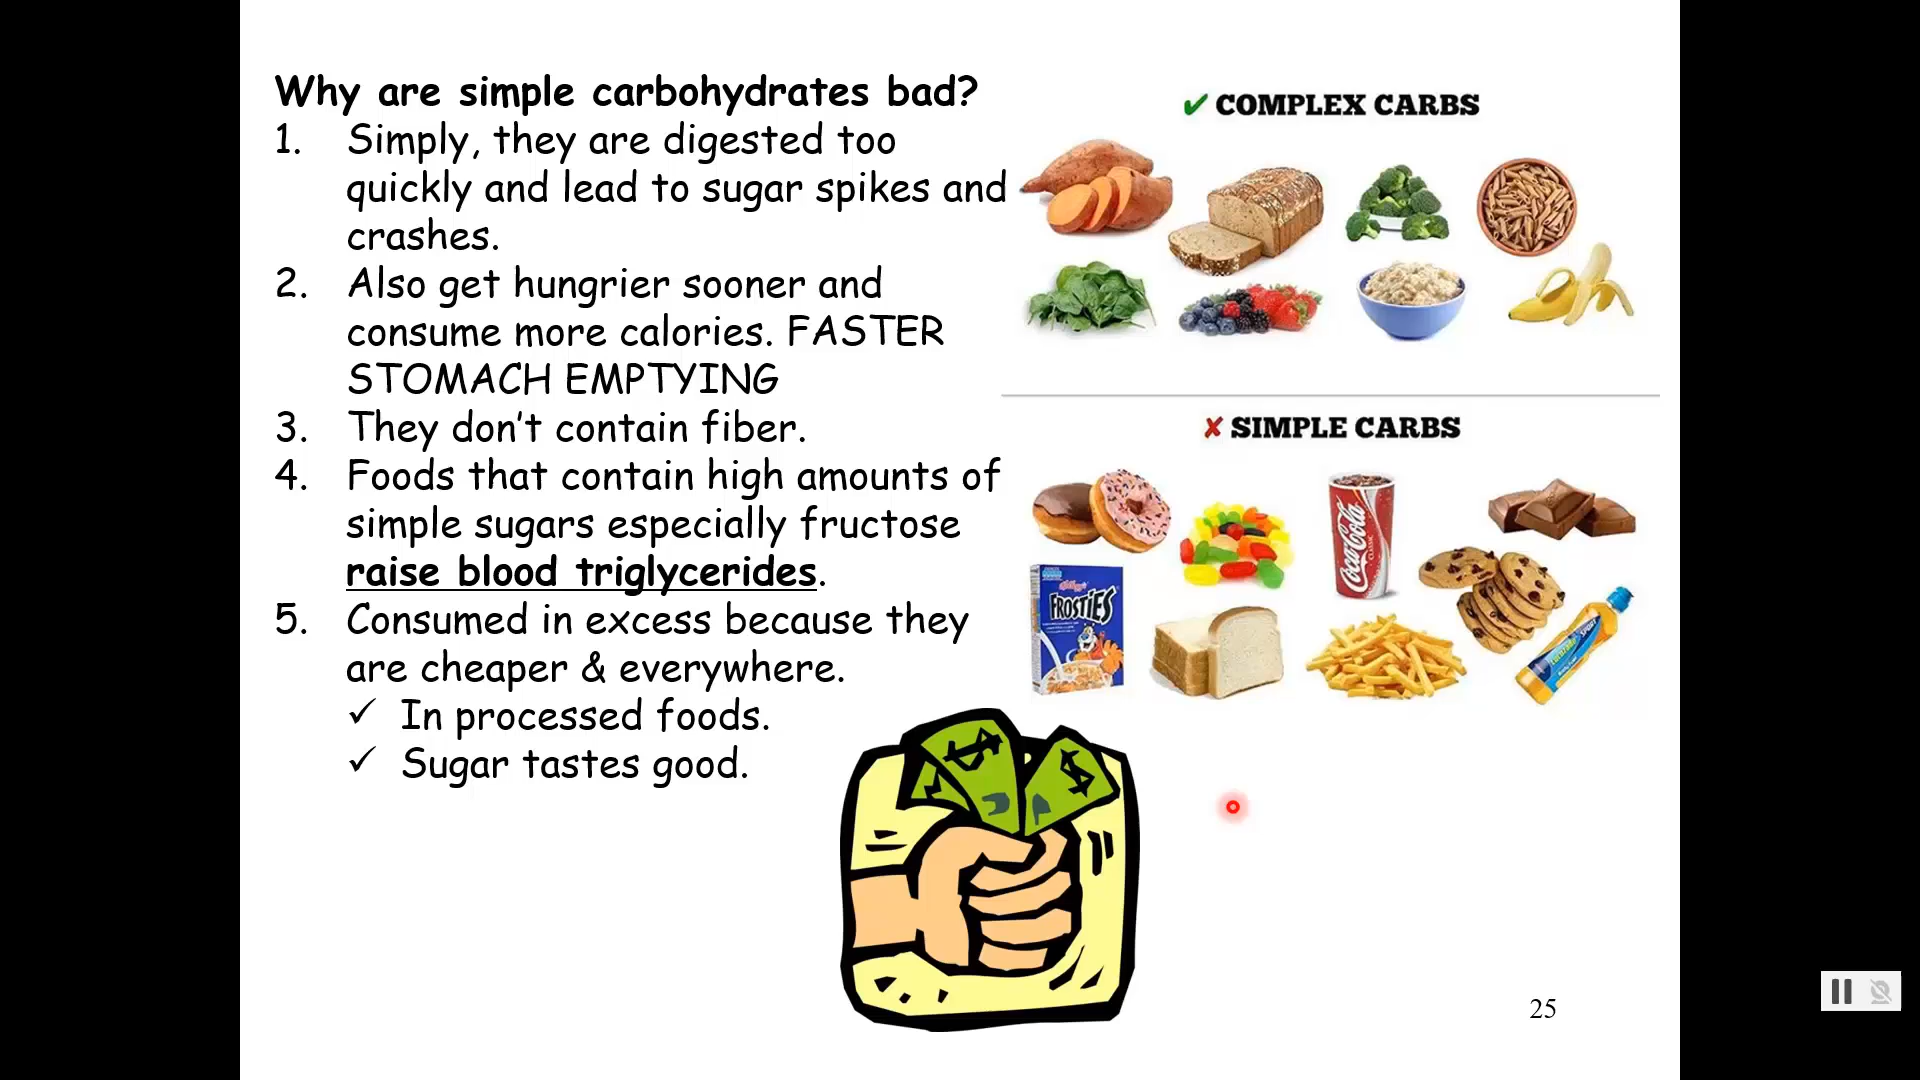 Why are simple carbohydrates bad?
1. Simply, they are digested too
quickly and lead to sugar spikes and
crashes.
2. Also get hungrier sooner and
consume more calories. FASTER
STOMACH EMPTYING
3. They don’t contain fiber.
4. Foods that contain high amounts of
simple sugars especially fructose
raise blood triglycerides.
5. Consumed in excess because they
are cheaper & everywhere.
✓ In processed foods.
✓ Sugar tastes good.
✔ COMPLEX CARBS
✘ SIMPLE CARBS
Coca-Cola
CLASSIC
Kellogg's
FROSTIES
$
$
25